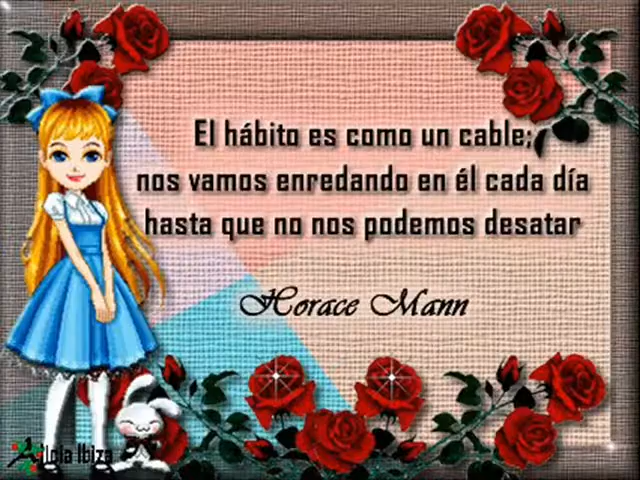 El hábito es como un cable;
nos vamos enredando en él cada día
hasta que no nos podemos desatar
Horace Mann
Ibiza